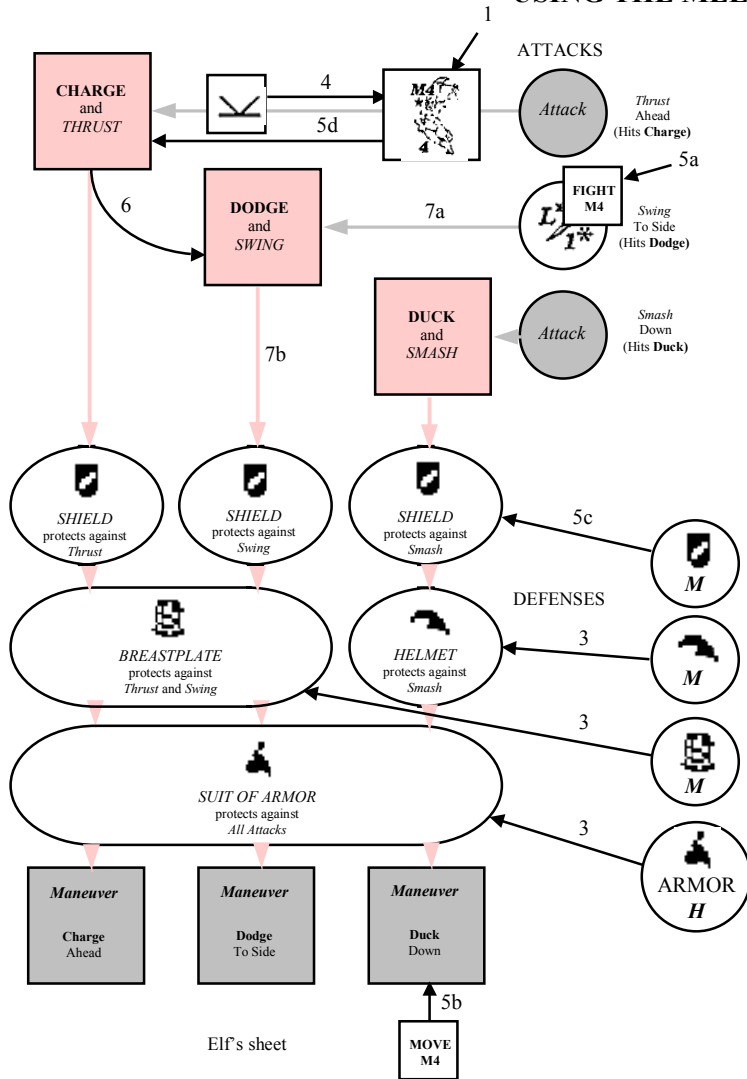 USING THE MEL
1
ATTACKS
CHARGE
and
THRUST
4
5d
M4
4
Attack
Thrust
Ahead
(Hits Charge)
5a
6
DODGE
and
SWING
7a
FIGHT
M4
L*
1*
Swing
To Side
(Hits Dodge)
7b
DUCK
and
SMASH
Attack
Smash
Down
(Hits Duck)
SHIELD
protects against
Thrust
SHIELD
protects against
Swing
SHIELD
protects against
Smash
5c
M
DEFENSES
BREASTPLATE
protects against
Thrust and Swing
HELMET
protects against
Smash
3
M
3
M
SUIT OF ARMOR
protects against
All Attacks
3
ARMOR
H
Maneuver
Charge
Ahead
Maneuver
Dodge
To Side
Maneuver
Duck
Down
5b
Elf's sheet
MOVE
M4